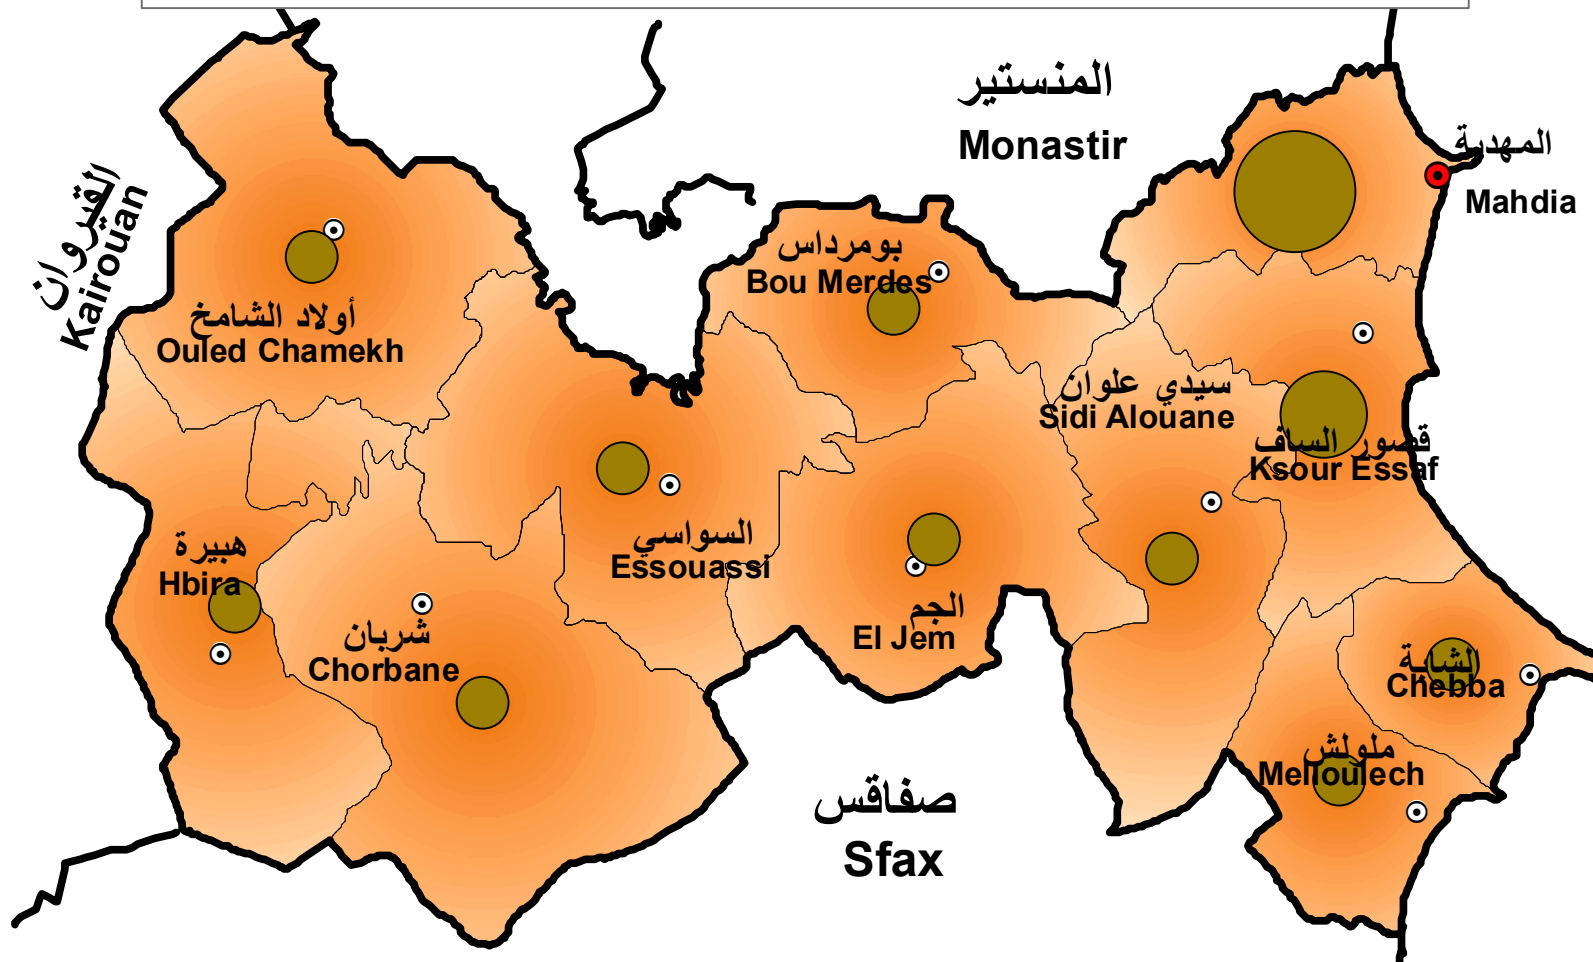 المنستير
Monastir
المهدية
Mahdia
القيروان
Kairouan
بومرداس
Bou Merdes
أولاد الشامخ
Ouled Chamekh
سيدي علوان
Sidi Alouane
قصور الساف
Ksour Essaf
السواسي
Essouassi
هبيرة
Hbira
الجم
El Jem
شربان
Chorbane
الشابة
Chebba
ملولش
Melloulech
صفاقس
Sfax